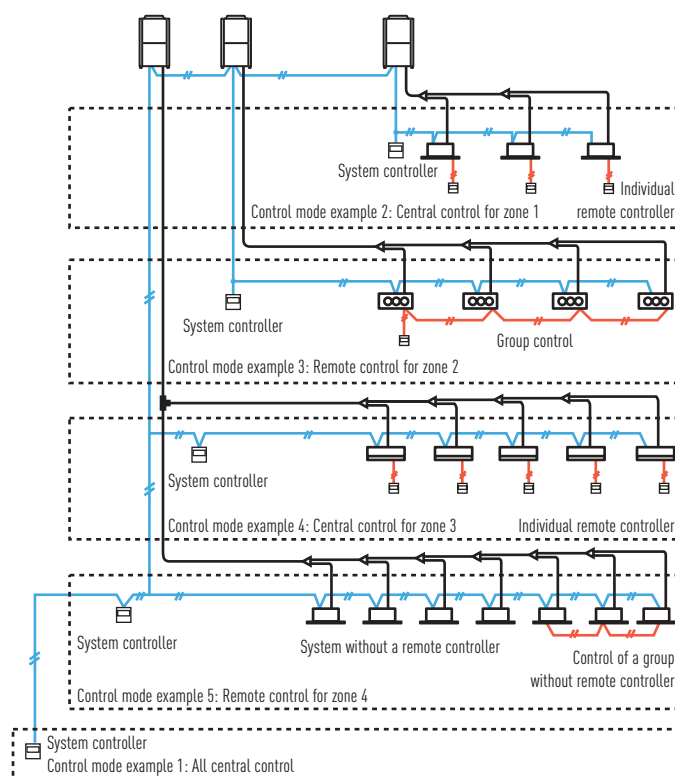 System controller
Individual
remote controller
Control mode example 2: Central control for zone 1
System controller
Group control
Control mode example 3: Remote control for zone 2
System controller
Control mode example 4: Central control for zone 3
Individual remote controller
System controller
System without a remote controller
Control of a group
without remote controller
Control mode example 5: Remote control for zone 4
System controller
Control mode example 1: All central control